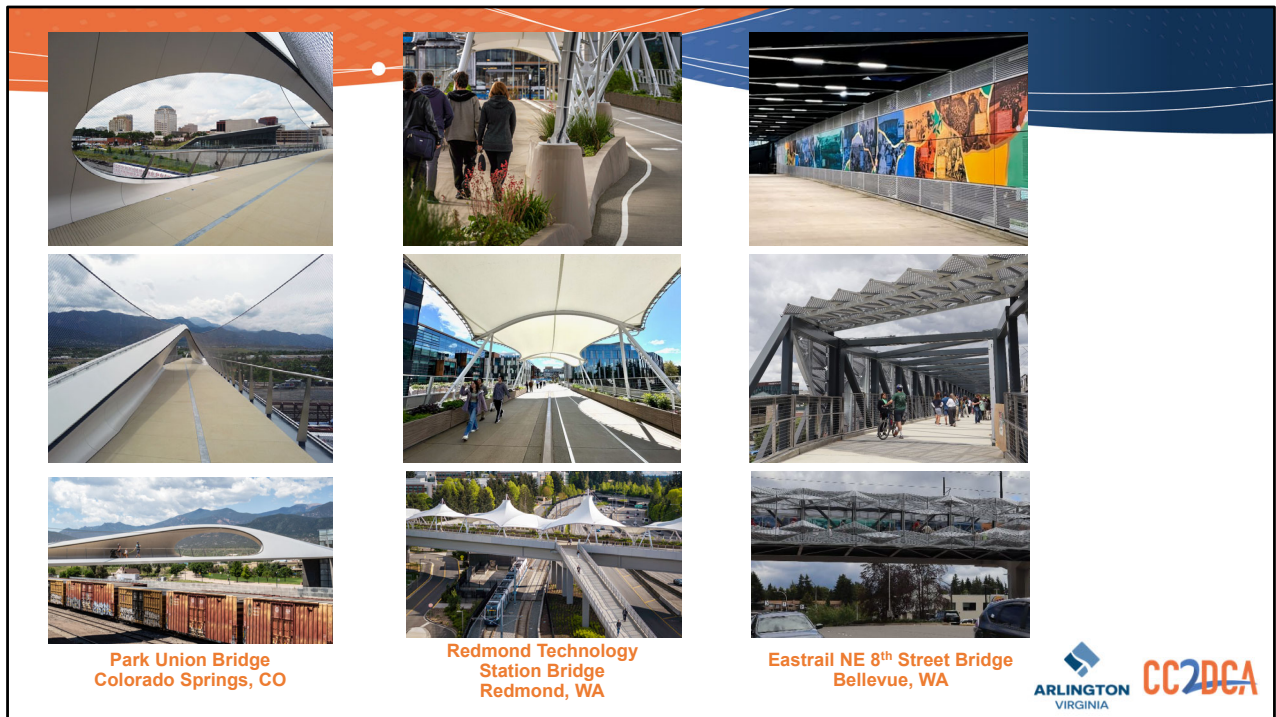 Park Union Bridge
Colorado Springs, CO
Redmond Technology
Station Bridge
Redmond, WA
Eastrail NE 8th Street Bridge
Bellevue, WA
ARLINGTON
VIRGINIA
CC2DCA